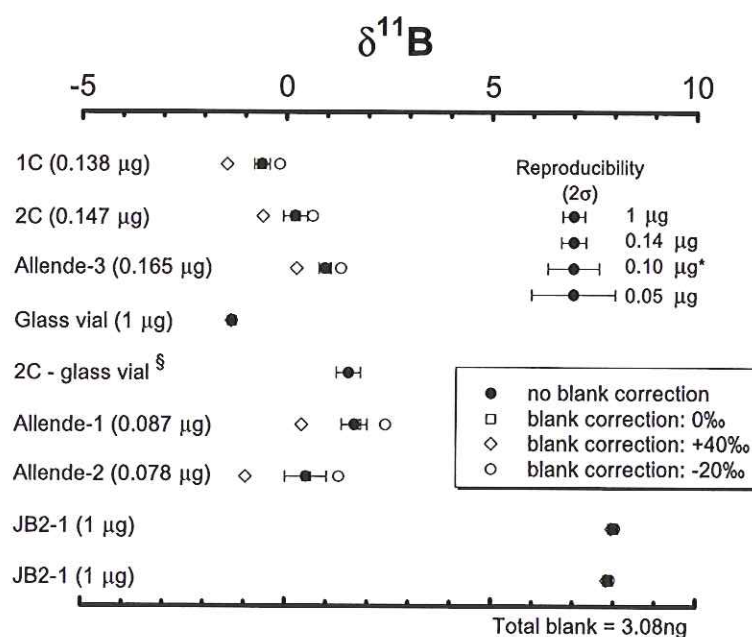 δ¹¹B
-5 0 5 10
1C (0.138 μg)
2C (0.147 μg)
Allende-3 (0.165 μg)
Glass vial (1 μg)
2C - glass vial §
Allende-1 (0.087 μg)
Allende-2 (0.078 μg)
JB2-1 (1 μg)
JB2-1 (1 μg)
Reproducibility
(2σ)
1 μg
0.14 μg
0.10 μg*
0.05 μg
no blank correction
blank correction: 0‰
blank correction: +40‰
blank correction: -20‰
Total blank = 3.08ng